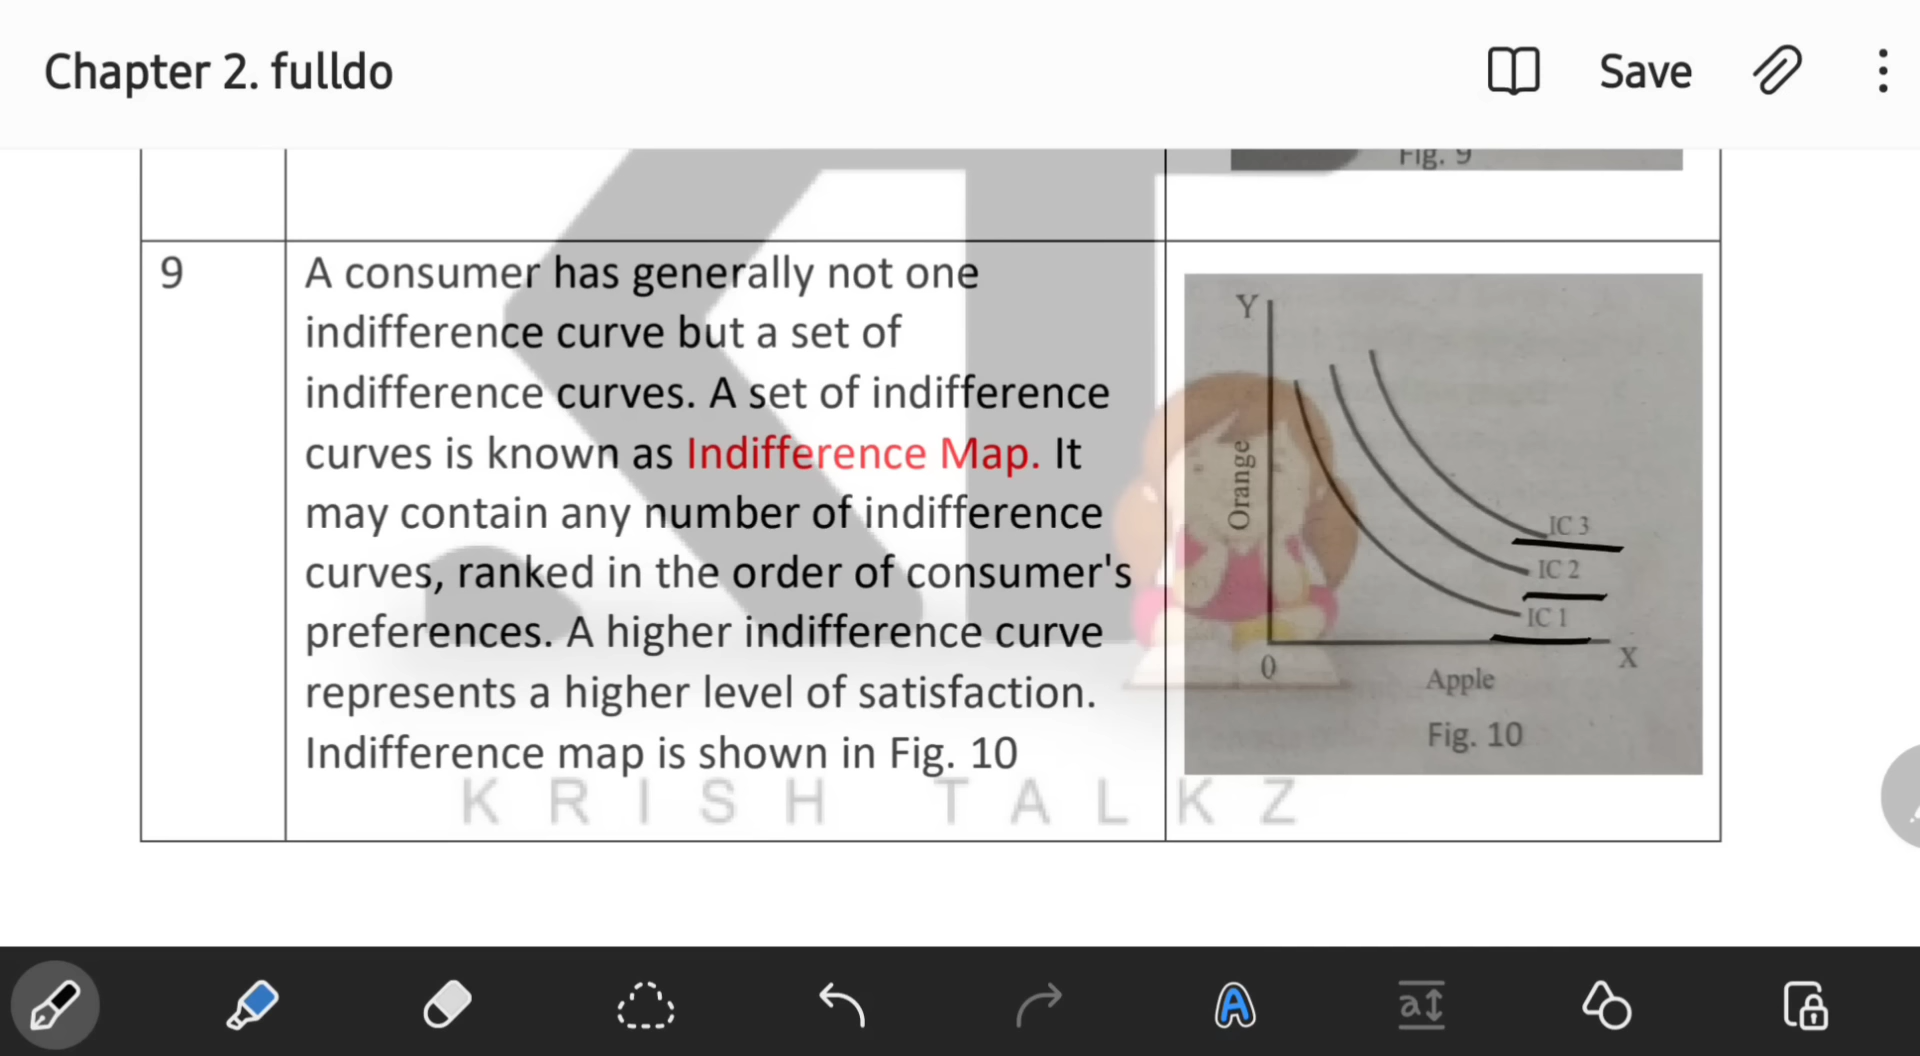 Chapter 2. fulldo
Save
Fig. 9
9
A consumer has generally not one
indifference curve but a set of
indifference curves. A set of indifference
curves is known as Indifference Map. It
may contain any number of indifference
curves, ranked in the order of consumer's
preferences. A higher indifference curve
represents a higher level of satisfaction.
Indifference map is shown in Fig. 10
Y
Orange
IC 3
IC 2
IC 1
0
X
Apple
Fig. 10
KRISH TALKZ
A
a